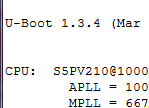 U-Boot 1.3.4 (Mar
CPU:  S5PV210@1000
        APLL = 100
        MPLL = 667